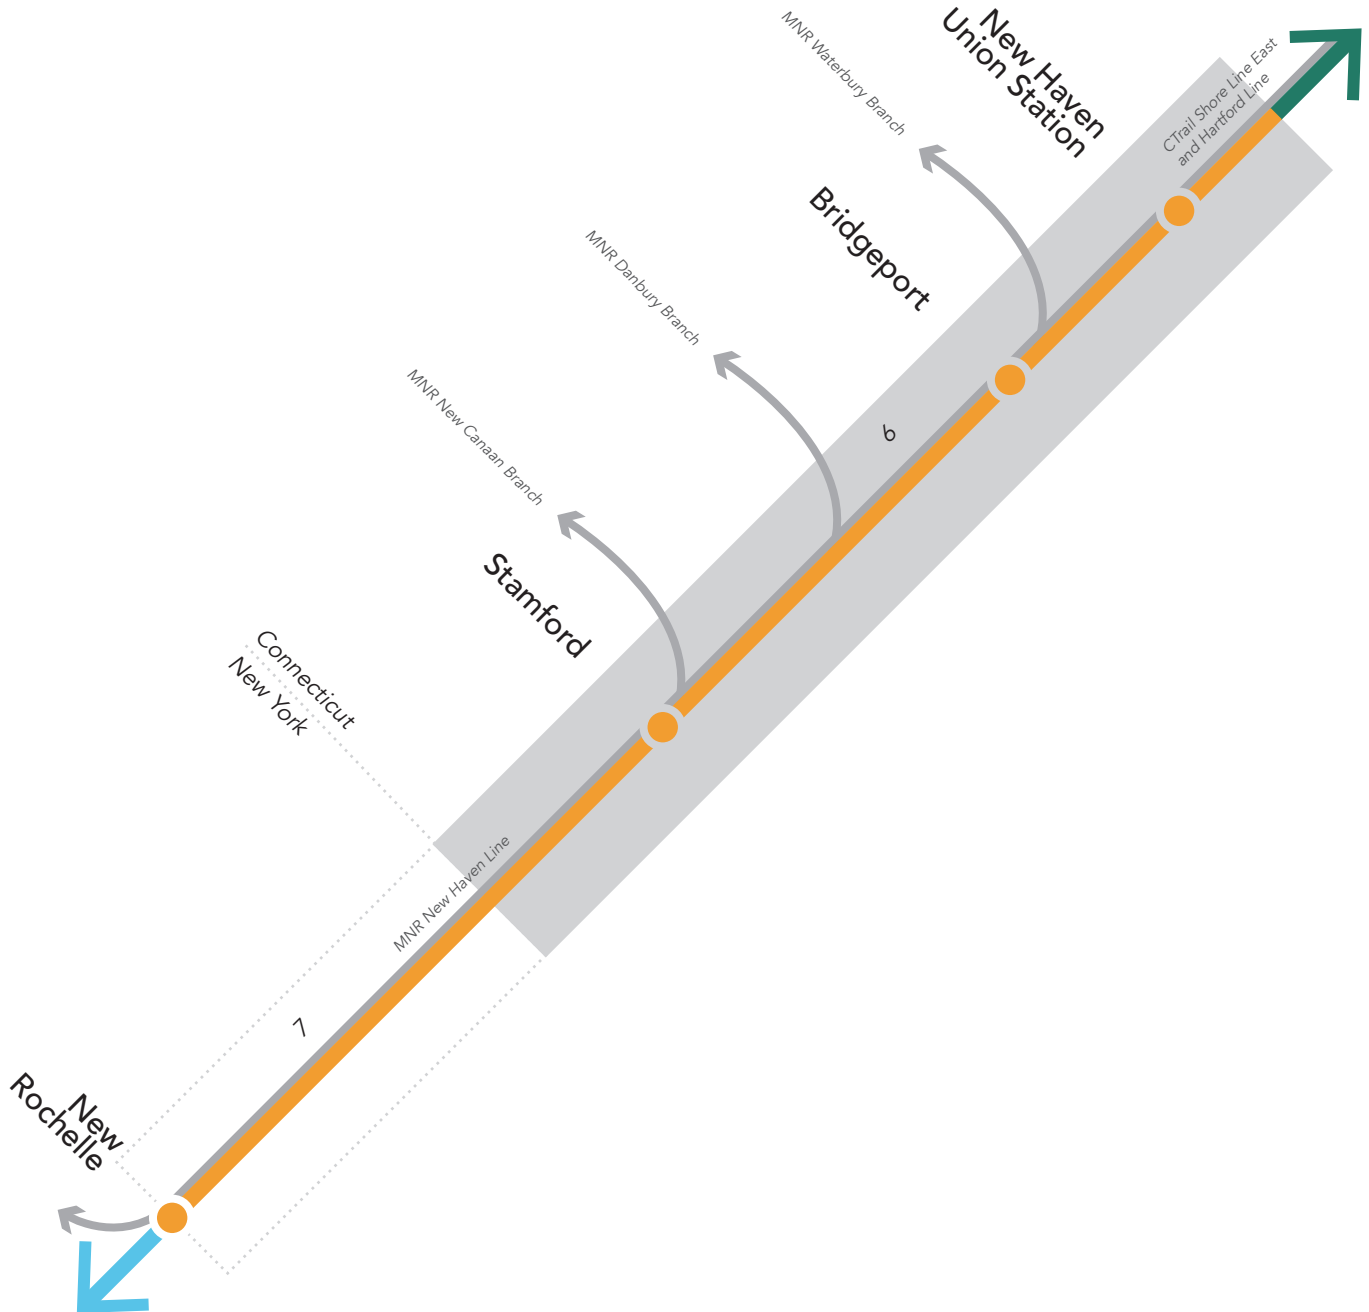 New Haven
Union Station
MNR Waterbury Branch
CTrail Shore Line East
and Hartford Line
Bridgeport
MNR Danbury Branch
MNR New Canaan Branch
6
Stamford
Connecticut
New York
MNR New Haven Line
7
New
Rochelle